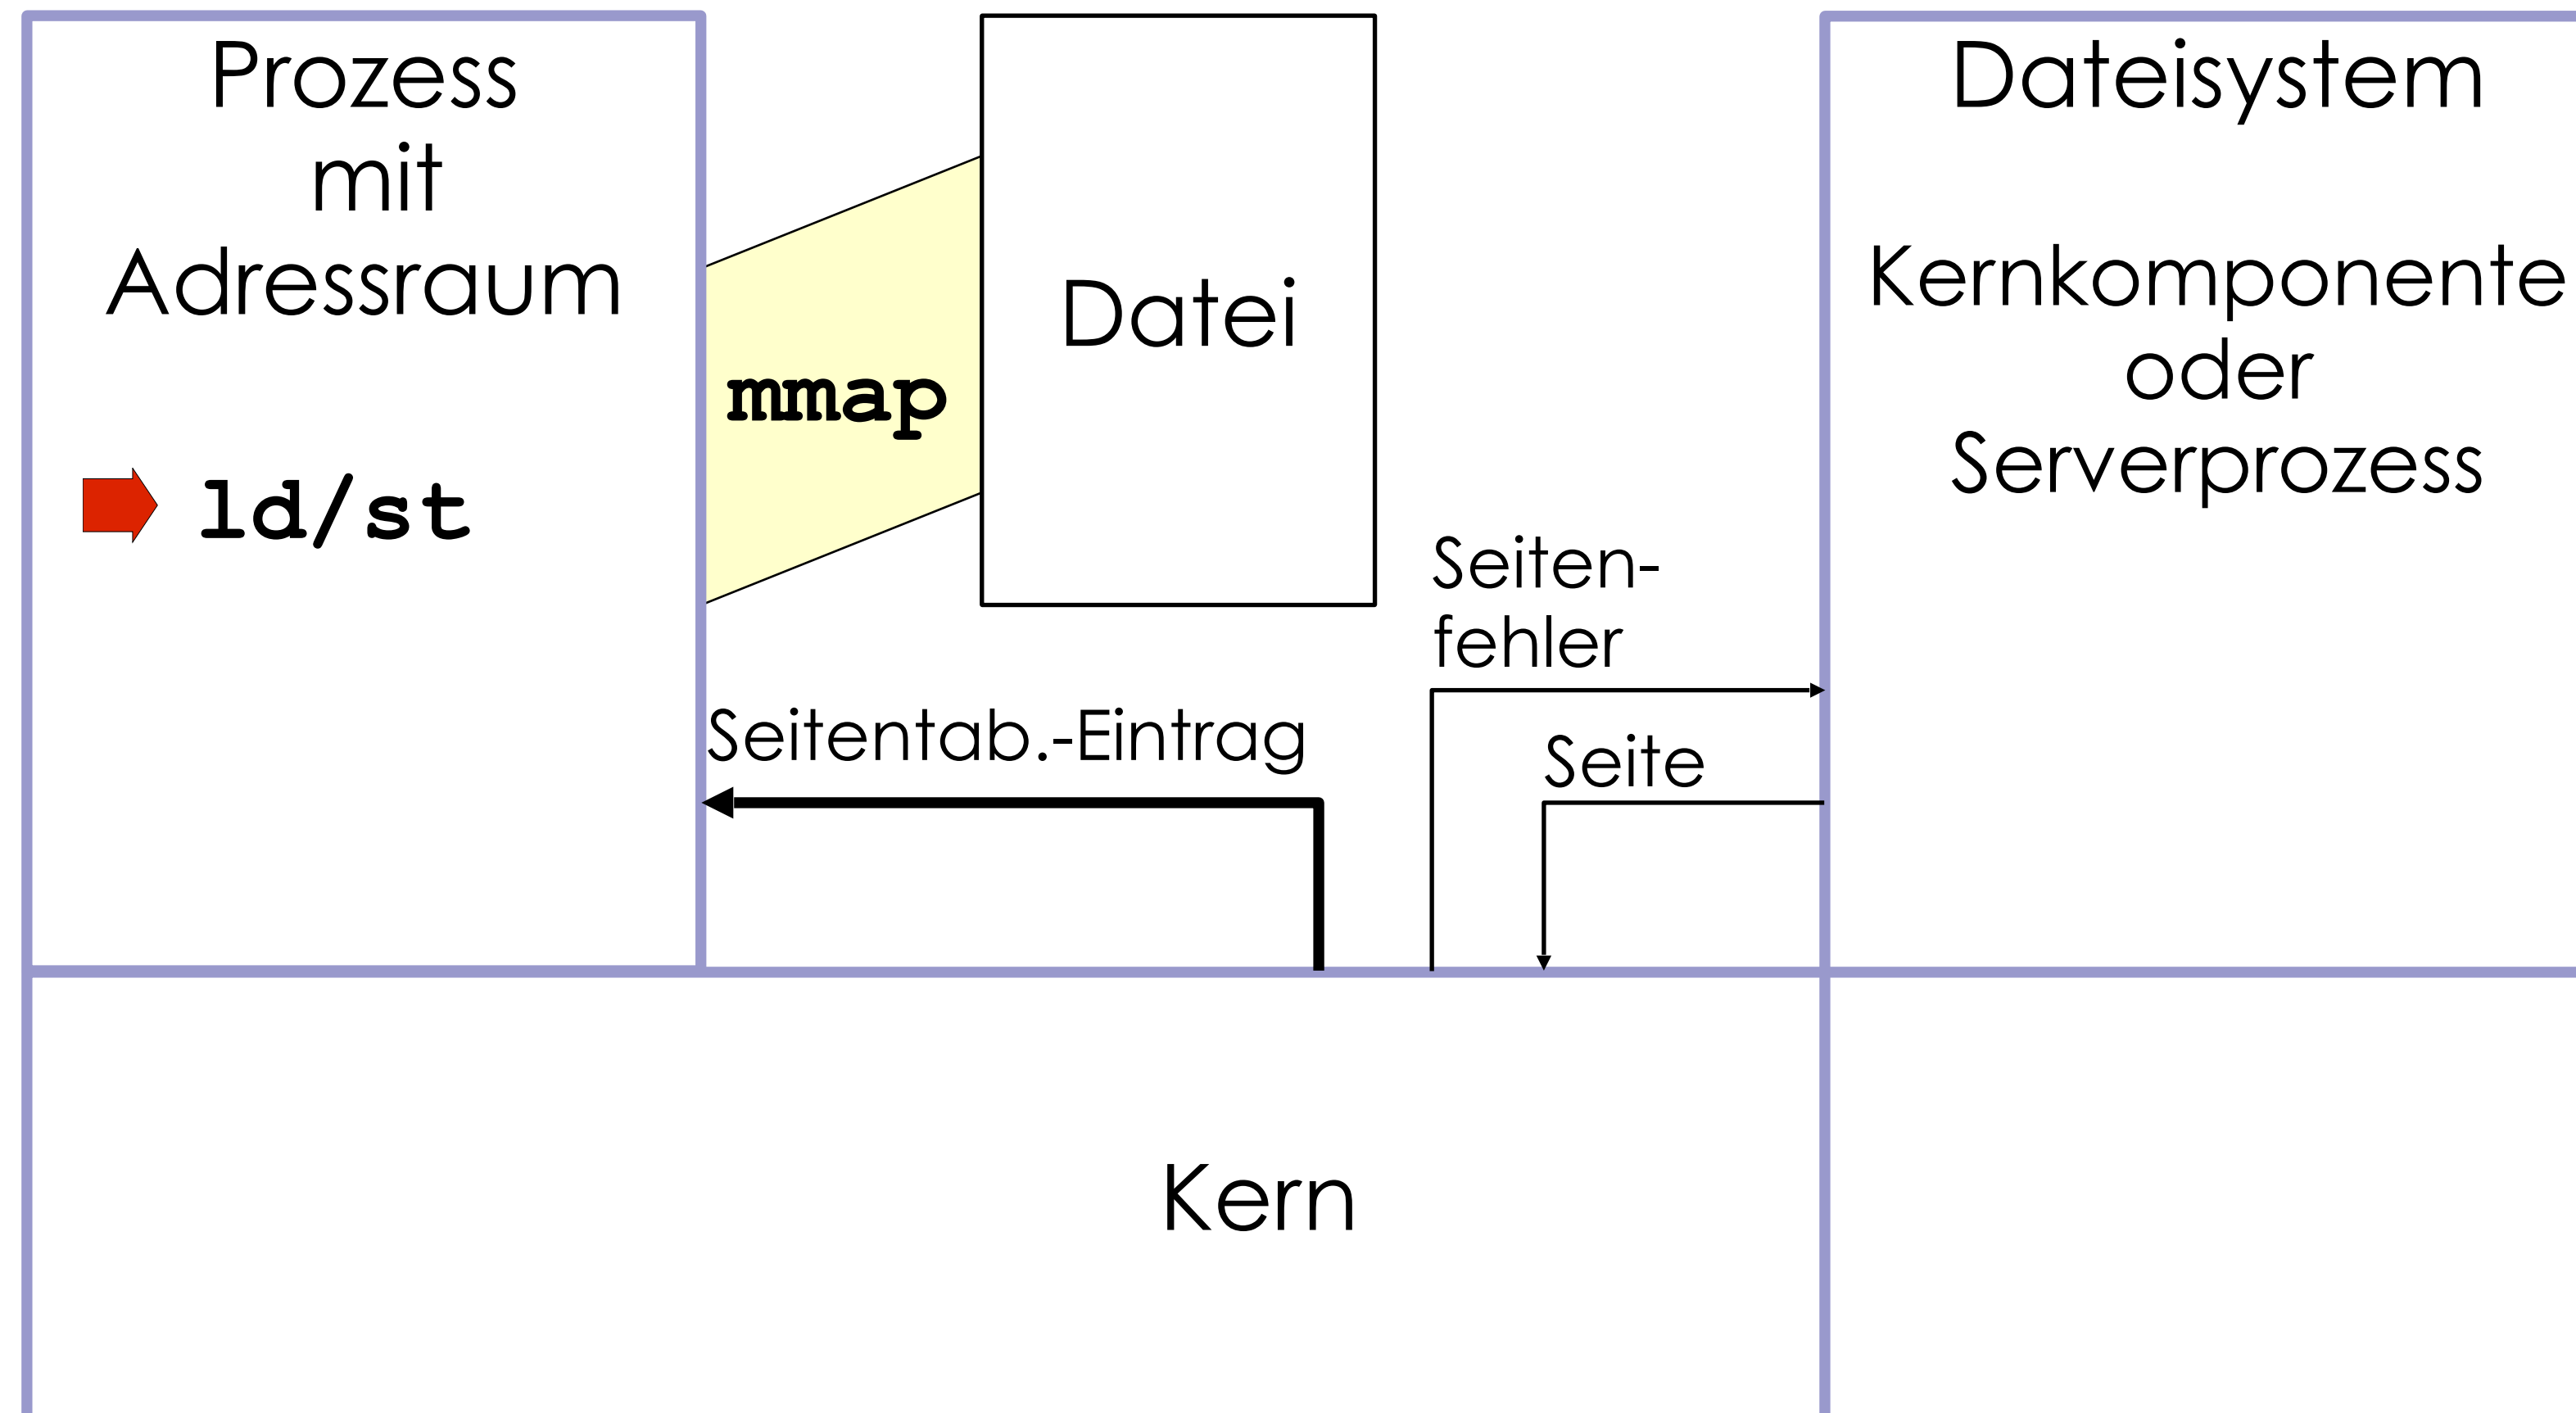 Prozess
mit
Adressraum
ld/st
mmap
Datei
Dateisystem
Kernkomponente
oder
Serverprozess
Seiten-
fehler
Seitentab.-Eintrag
Seite
Kern